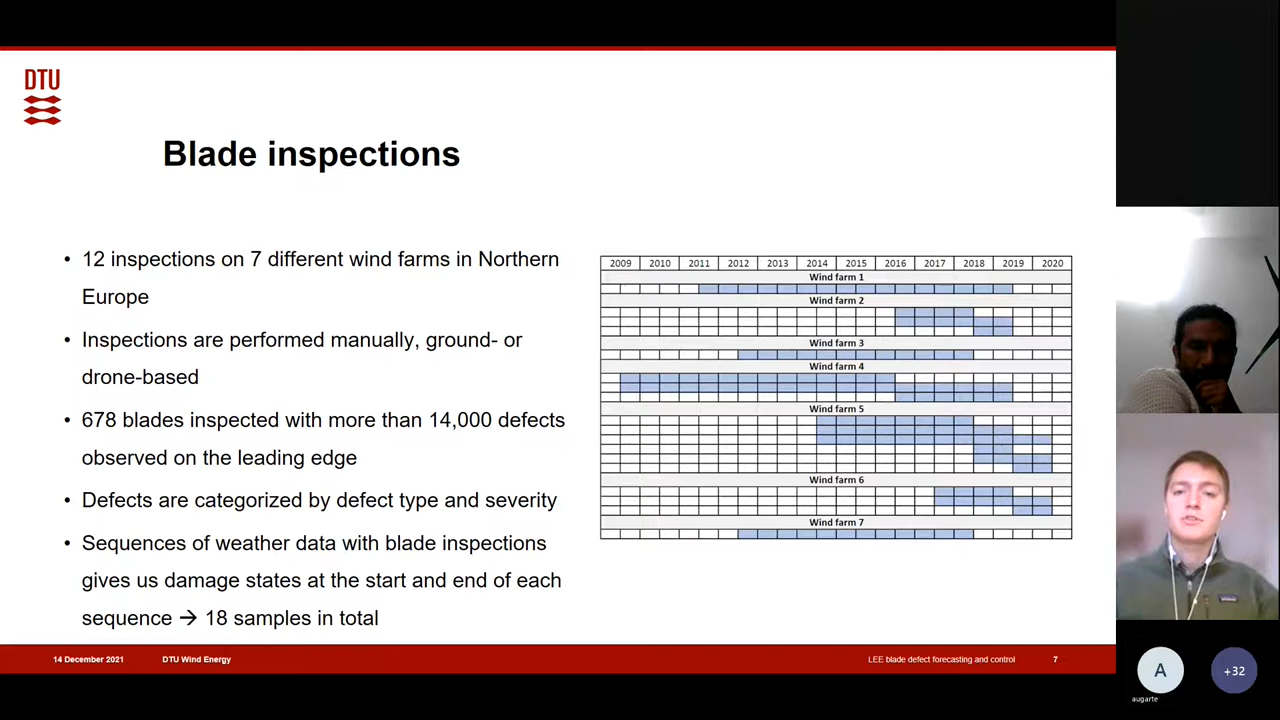 DTU
Blade inspections
• 12 inspections on 7 different wind farms in Northern
Europe
• Inspections are performed manually, ground- or
drone-based
• 678 blades inspected with more than 14,000 defects
observed on the leading edge
• Defects are categorized by defect type and severity
• Sequences of weather data with blade inspections
gives us damage states at the start and end of each
sequence → 18 samples in total
2009 2010 2011 2012 2013 2014 2015 2016 2017 2018 2019 2020
Wind farm 1
Wind farm 2
Wind farm 3
Wind farm 4
Wind farm 5
Wind farm 6
Wind farm 7
14 December 2021 DTU Wind Energy LEE blade defect forecasting and control 7
A
+32
augarte